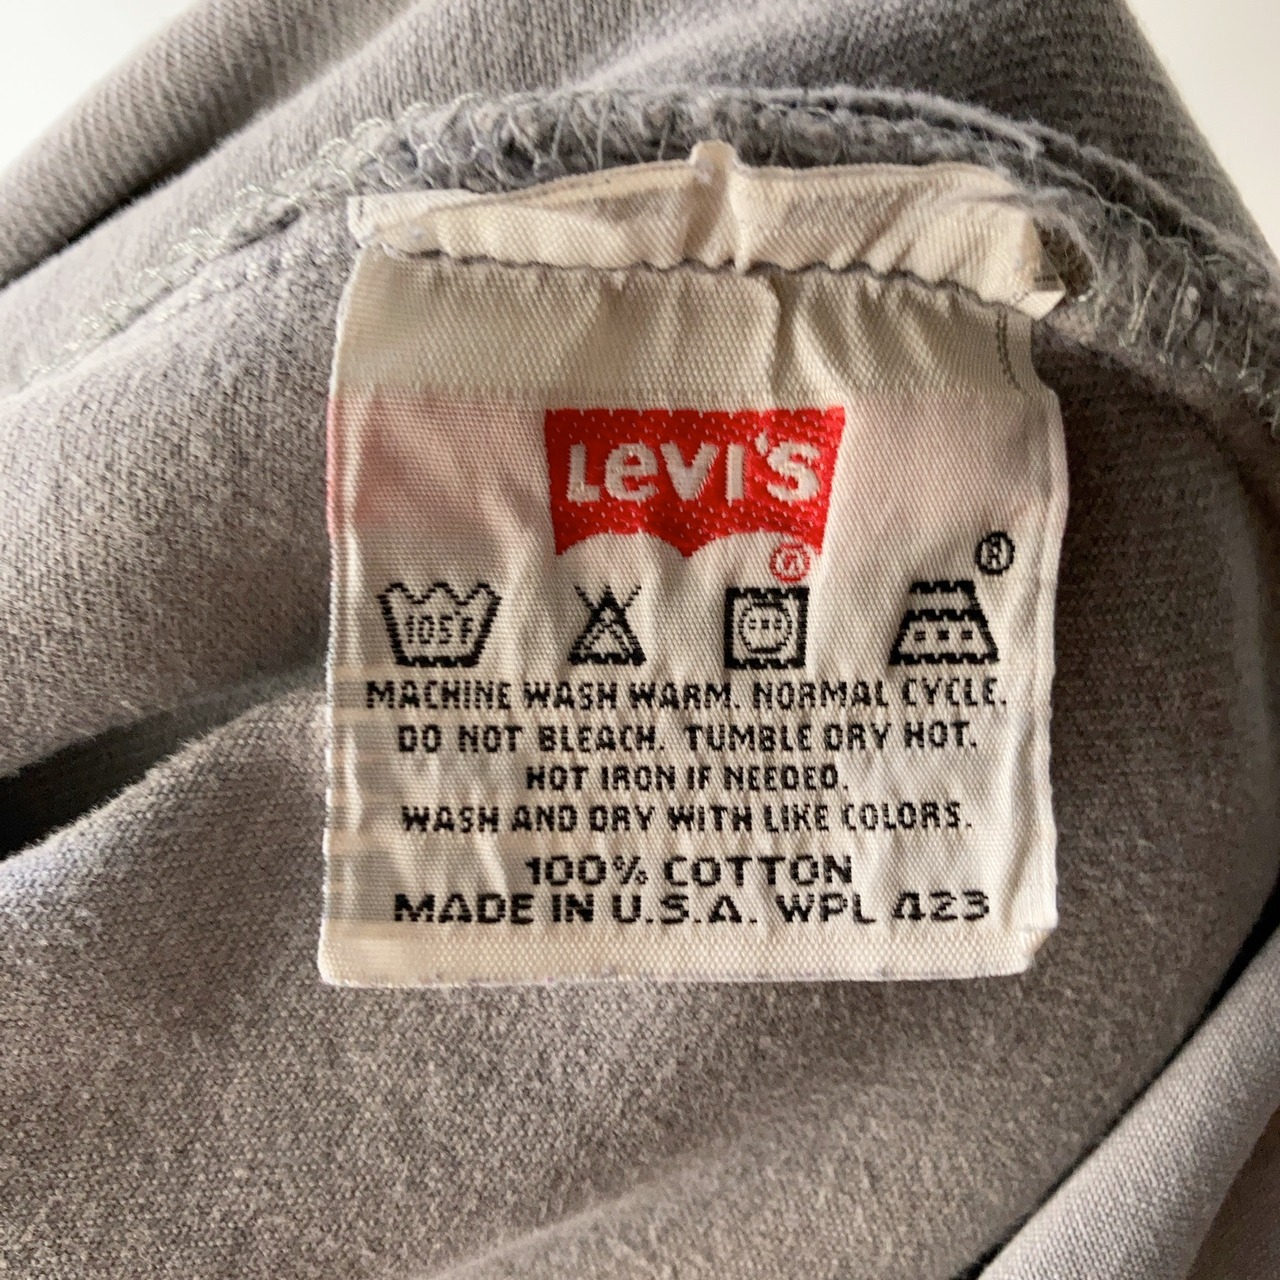 LEVI'S
®
®
105F
MACHINE WASH WARM. NORMAL CYCLE.
DO NOT BLEACH. TUMBLE DRY HOT.
HOT IRON IF NEEDED.
WASH AND DRY WITH LIKE COLORS.
100% COTTON
MADE IN U.S.A. WPL 423